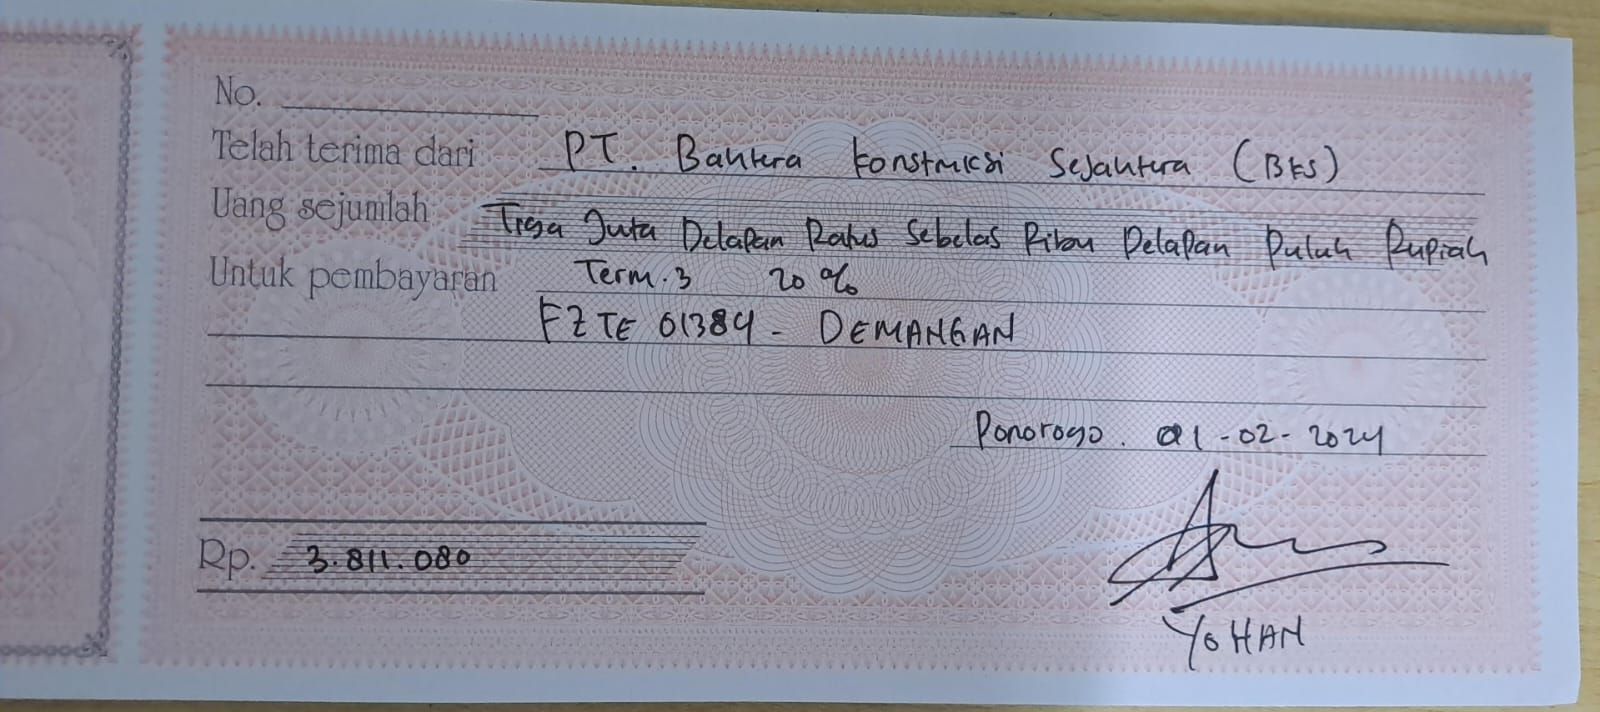 No.
Telah terima dari PT. Bahtera Konstruksi Sejahtera (BKS)
Uang sejumlah Tiga Juta Delapan Ratus Sebelas Ribu Delapan Puluh Rupiah
Untuk pembayaran Term.3 20%
FZTE 01384 - DEMANGAN
Ponorogo. 01-02-2024
Rp. 3.811.080
YOHAN